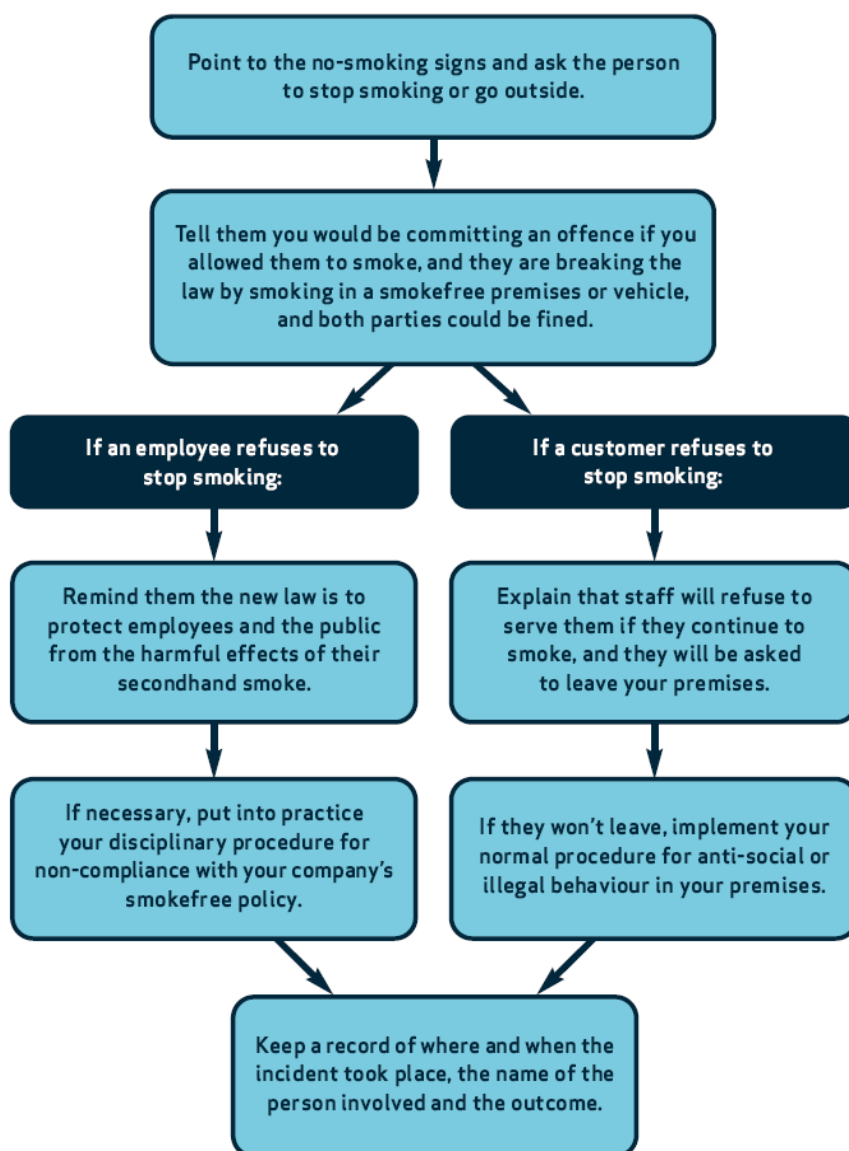 Point to the no-smoking signs and ask the person
to stop smoking or go outside.
Tell them you would be committing an offence if you
allowed them to smoke, and they are breaking the
law by smoking in a smokefree premises or vehicle,
and both parties could be fined.
If an employee refuses to
stop smoking:
Remind them the new law is to
protect employees and the public
from the harmful effects of their
secondhand smoke.
If necessary, put into practice
your disciplinary procedure for
non-compliance with your company's
smokefree policy.
If a customer refuses to
stop smoking:
Explain that staff will refuse to
serve them if they continue to
smoke, and they will be asked
to leave your premises.
If they won't leave, implement your
normal procedure for anti-social or
illegal behaviour in your premises.
Keep a record of where and when the
incident took place, the name of the
person involved and the outcome.